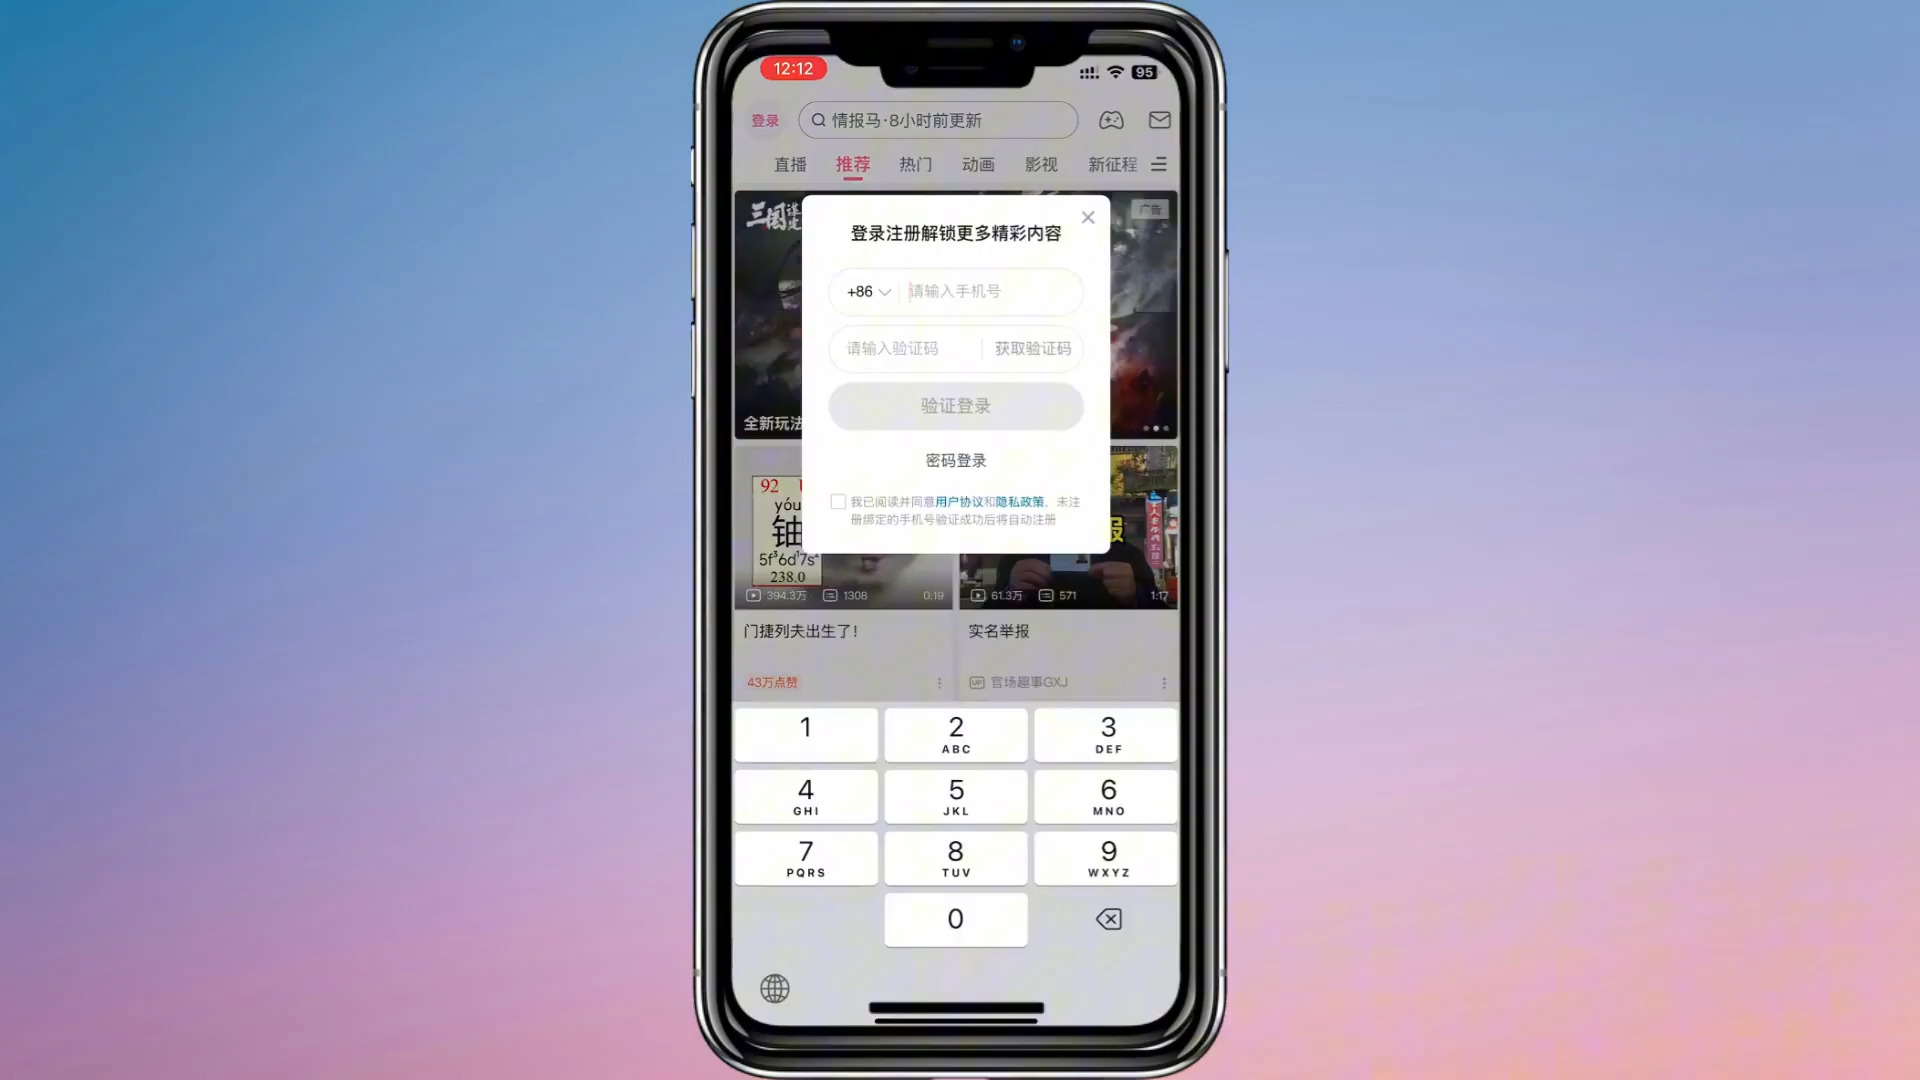 12:12
95
登录
情报马·8小时前更新
直播 推荐 热门 动画 影视 新征程
广告
登录注册解锁更多精彩内容
+86 请输入手机号
请输入验证码 获取验证码
验证登录
密码登录
我已阅读并同意用户协议和隐私政策，未注
册绑定的手机号验证成功后将自动注册
全新玩法
92
yóu
铀
5f³6d¹7s²
238.0
394.3万 1308 0:19
61.3万 571 1:17
门捷列夫出生了！
实名举报
43万点赞
UP 官场趣事GXJ
1
2 ABC
3 DEF
4 GHI
5 JKL
6 MNO
7 PQRS
8 TUV
9 WXYZ
0